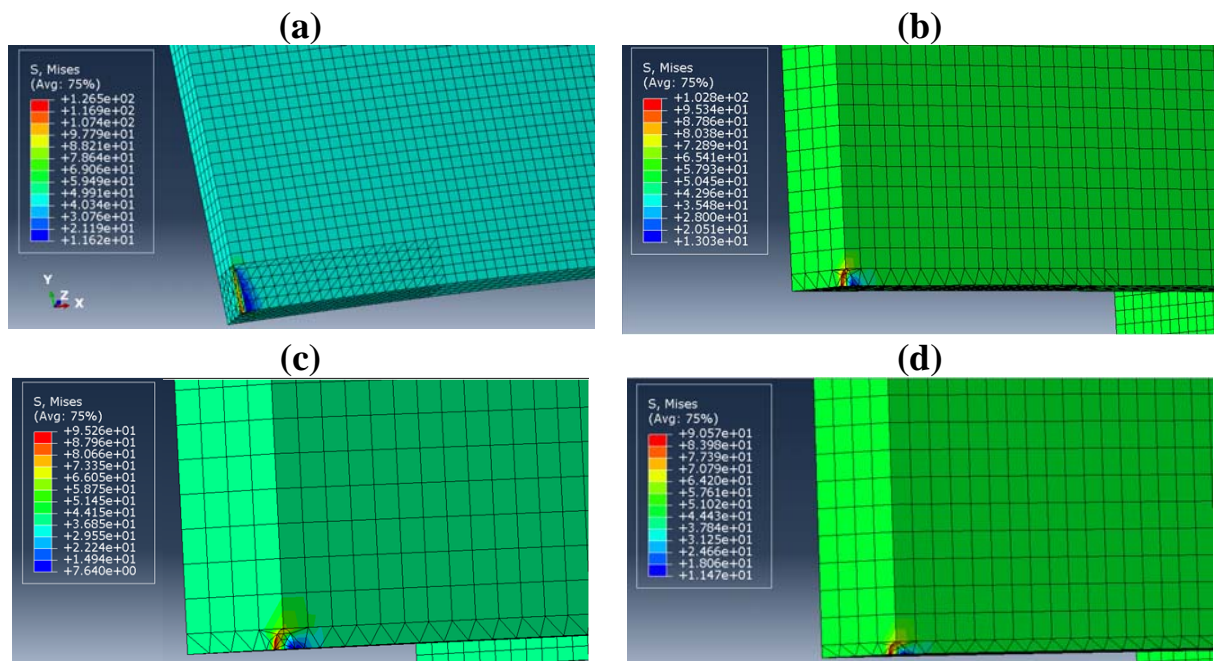 (a)
S, Mises
(Avg: 75%)
+1.265e+02
+1.169e+02
+1.074e+02
+9.779e+01
+8.821e+01
+7.864e+01
+6.906e+01
+5.949e+01
+4.991e+01
+4.034e+01
+3.076e+01
+2.119e+01
+1.162e+01
Y
Z
X
(b)
S, Mises
(Avg: 75%)
+1.028e+02
+9.534e+01
+8.786e+01
+8.038e+01
+7.289e+01
+6.541e+01
+5.793e+01
+5.045e+01
+4.296e+01
+3.548e+01
+2.800e+01
+2.051e+01
+1.303e+01
(c)
S, Mises
(Avg: 75%)
+9.526e+01
+8.796e+01
+8.066e+01
+7.335e+01
+6.605e+01
+5.875e+01
+5.145e+01
+4.415e+01
+3.685e+01
+2.955e+01
+2.224e+01
+1.494e+01
+7.640e+00
(d)
S, Mises
(Avg: 75%)
+9.057e+01
+8.398e+01
+7.739e+01
+7.079e+01
+6.420e+01
+5.761e+01
+5.102e+01
+4.443e+01
+3.784e+01
+3.125e+01
+2.466e+01
+1.806e+01
+1.147e+01